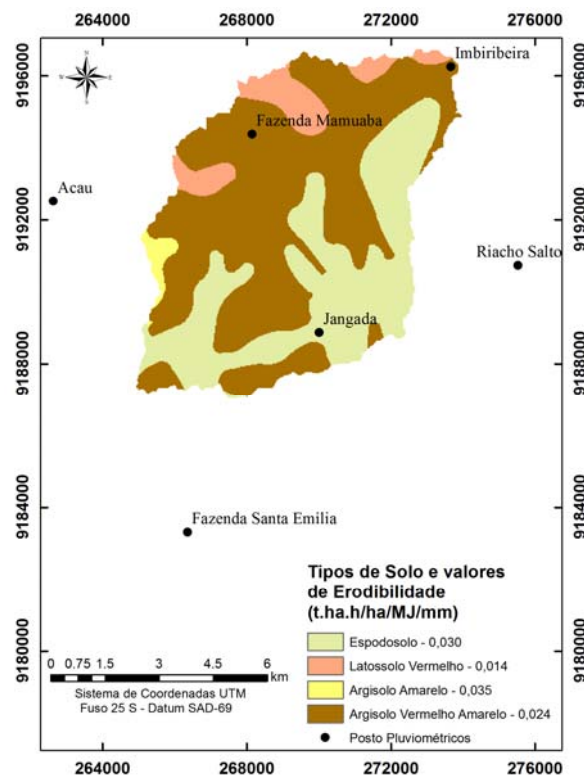 264000 268000 272000 276000
Imbiribeira
9196000 9196000
Fazenda Mamuaba
Acau
9192000 9192000
Riacho Salto
Jangada
9188000 9188000
Fazenda Santa Emilia
9184000 9184000
Tipos de Solo e valores
de Erodibilidade
(t.ha.h/ha/MJ/mm)
Espodosolo - 0,030
Latossolo Vermelho - 0,014
Argisolo Amarelo - 0,035
Argisolo Vermelho Amarelo - 0,024
Posto Pluviométricos
9180000 9180000
0 0.75 1.5 3 4.5 6
km
Sistema de Coordenadas UTM
Fuso 25 S - Datum SAD-69
264000 268000 272000 276000